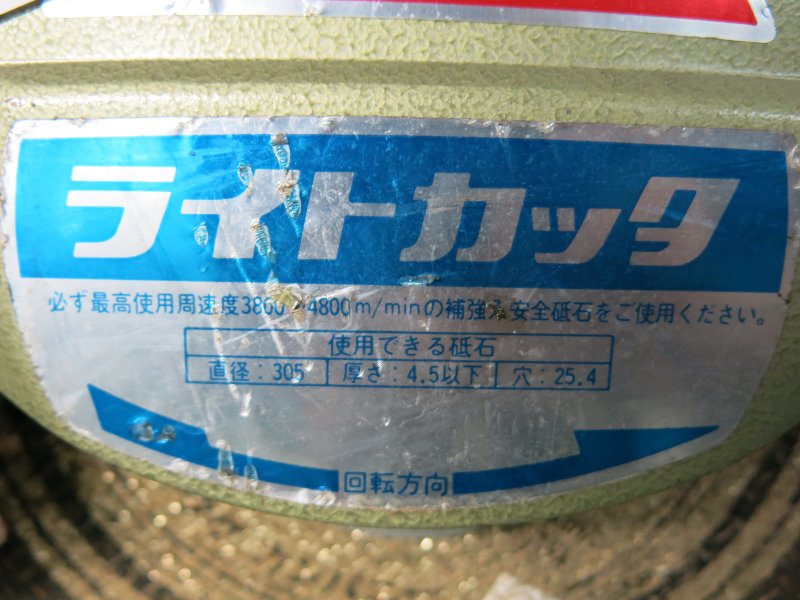 ライトカッタ
必ず最高使用周速度3800 4800m/minの補強 安全砥石をご使用ください。
使用できる砥石
直径:305 厚さ:4.5以下 穴:25.4
回転方向